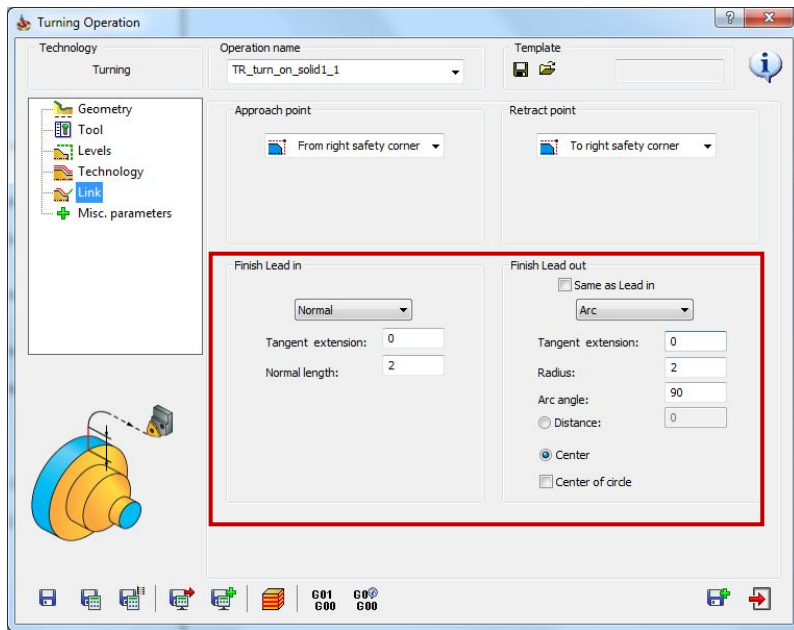 Turning Operation
Technology
Turning
Operation name
TR_turn_on_solid1_1
Template
Geometry
Tool
Levels
Technology
Link
Misc. parameters
Approach point
From right safety corner
Retract point
To right safety corner
Finish Lead in
Normal
Tangent extension: 0
Normal length: 2
Finish Lead out
Same as Lead in
Arc
Tangent extension: 0
Radius: 2
Arc angle: 90
Distance: 0
Center
Center of circle
G01 G00
G00 G00